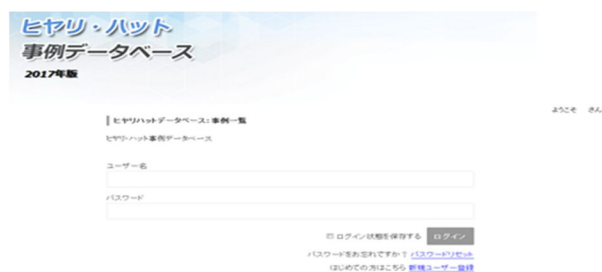 ヒヤリ・ハット
事例データベース
2017年版
ようこそ さん
ヒヤリハットデータベース: 事例一覧
ヒヤリ・ハット事例データベース
ユーザー名
パスワード
ログイン状態を保存する ログイン
パスワードをお忘れですか？ パスワードリセット
はじめての方はこちら 新規ユーザー登録